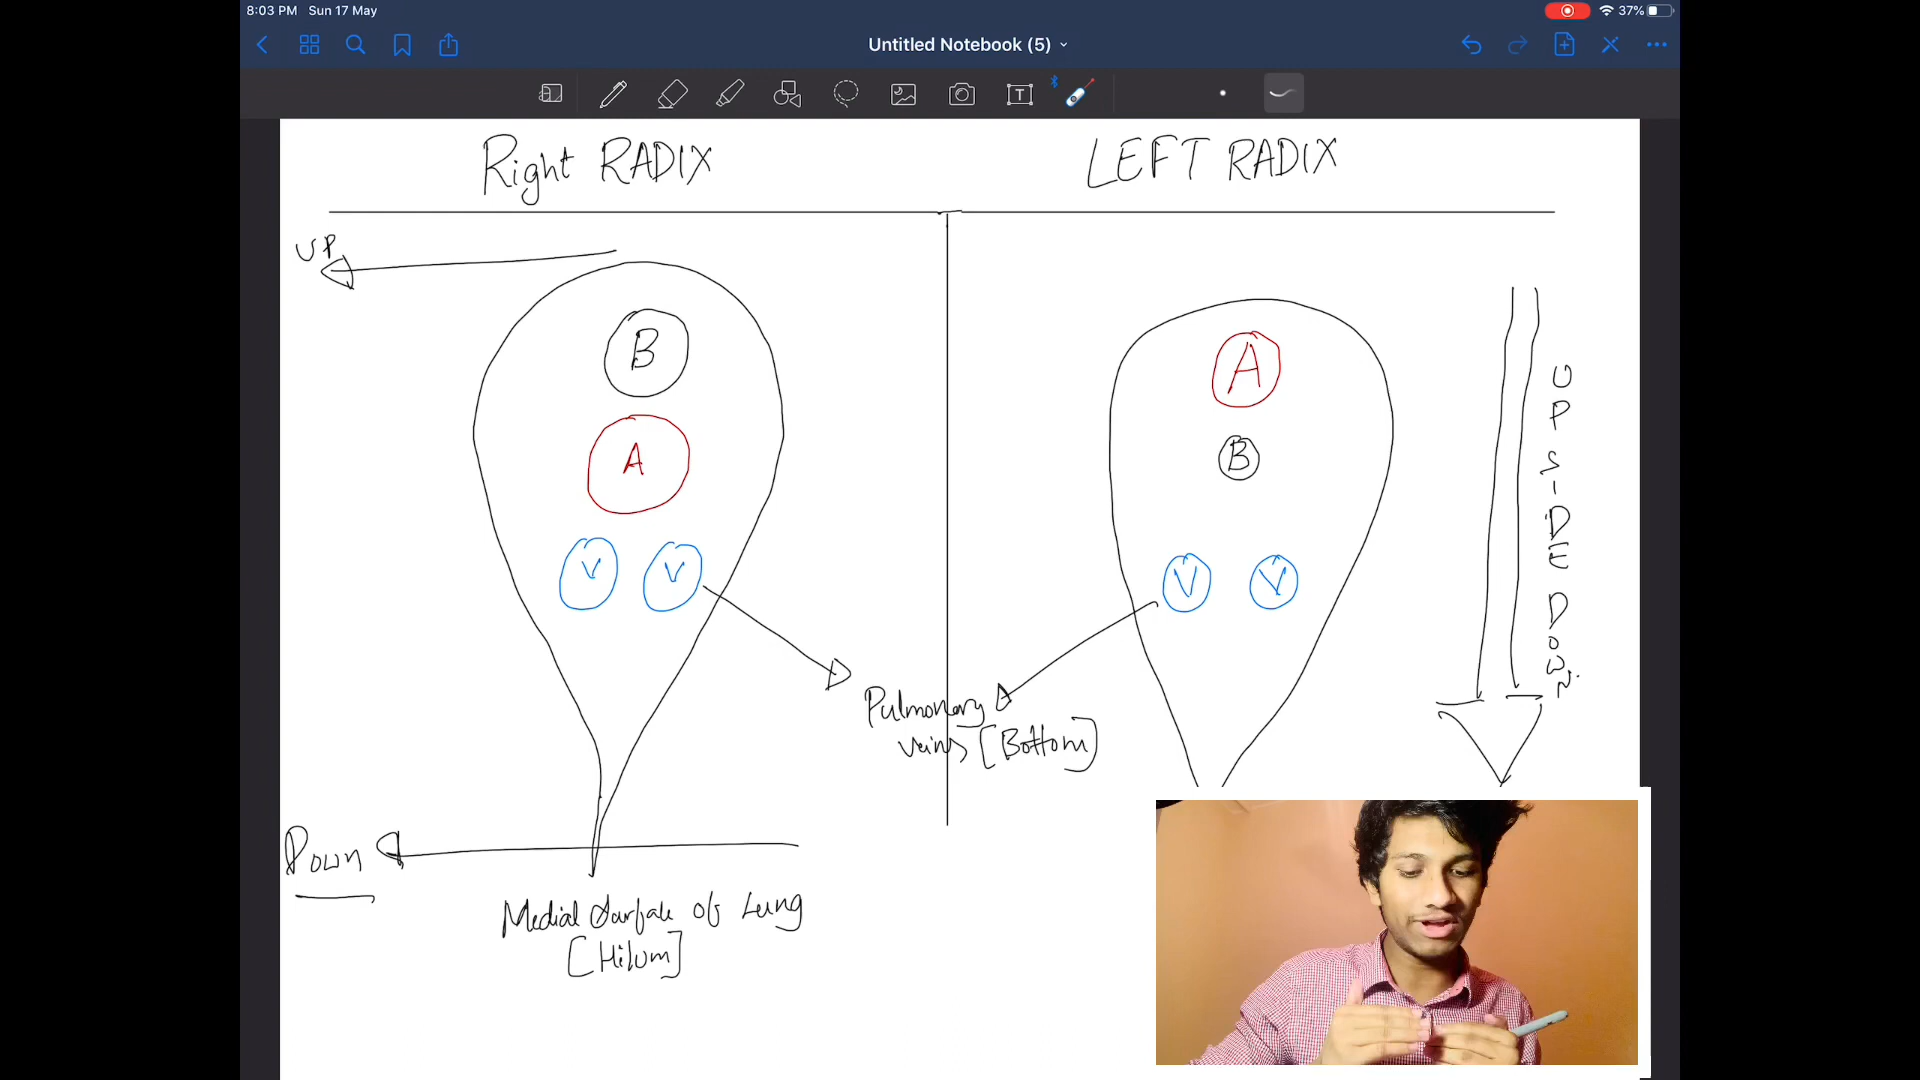 8:03 PM Sun 17 May
37%
Untitled Notebook (5)
T
Right RADIX
LEFT RADIX
UP
B
A
V V
A
B
V V
UPSIDE DOWN.
Pulmonary
veins [Bottom]
Down
Medial Surface of Lung
[Hilum]